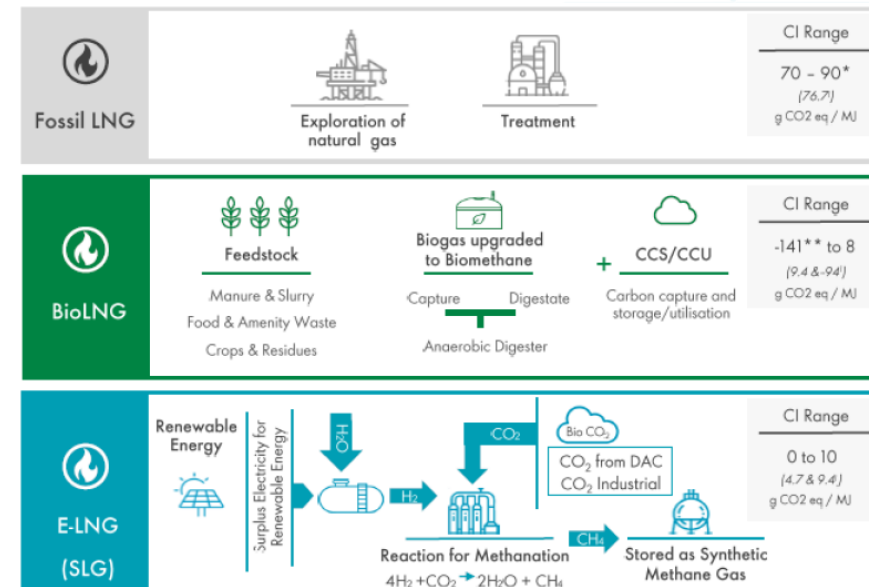 Fossil LNG
Exploration of
natural gas
Treatment
CI Range
70 – 90*
(76.7ⁱ)
g CO2 eq / MJ
BioLNG
Feedstock
Manure & Slurry
Food & Amenity Waste
Crops & Residues
Biogas upgraded
to Biomethane
Capture
Digestate
Anaerobic Digester
+
CCS/CCU
Carbon capture and
storage/utilisation
CI Range
-141** to 8
(9.4 &-94ⁱ)
g CO2 eq / MJ
E-LNG
(SLG)
Renewable
Energy
Surplus Electricity for
Renewable Energy
H₂O
H₂
CO₂
Bio CO₂
CO₂ from DAC
CO₂ Industrial
Reaction for Methanation
4H₂ +CO₂ → 2H₂O + CH₄
CH₄
Stored as Synthetic
Methane Gas
CI Range
0 to 10
(4.7 & 9.4ⁱ)
g CO2 eq / MJ